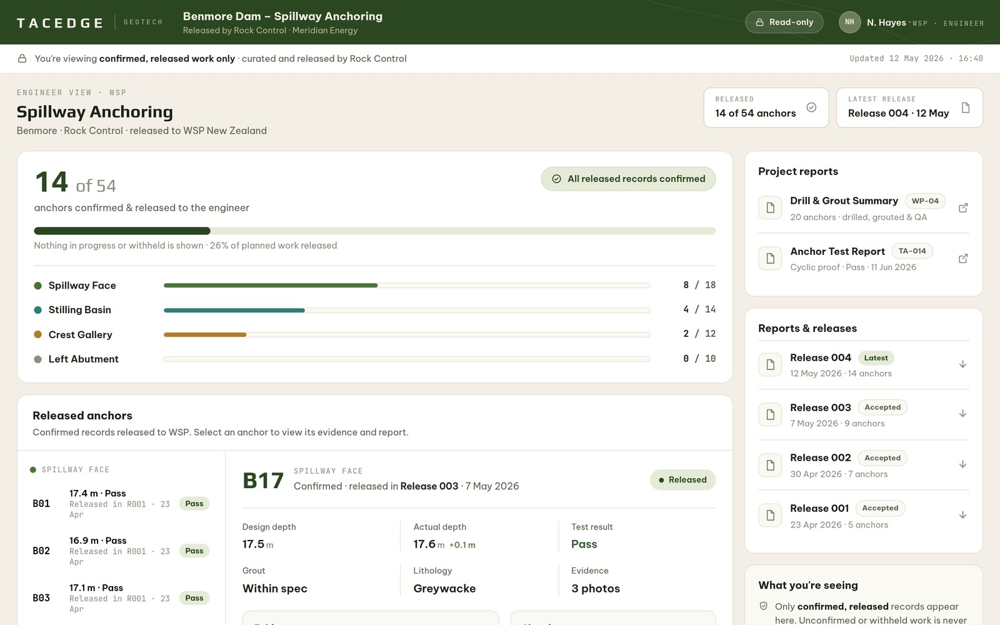 TACEDGE
GEOTECH
Benmore Dam – Spillway Anchoring
Released by Rock Control · Meridian Energy
Read-only
NH
N. Hayes · WSP · ENGINEER
You're viewing confirmed, released work only · curated and released by Rock Control
Updated 12 May 2026 · 16:40
ENGINEER VIEW · WSP
Spillway Anchoring
Benmore · Rock Control · released to WSP New Zealand
RELEASED
14 of 54 anchors
LATEST RELEASE
Release 004 · 12 May
14 of 54
anchors confirmed & released to the engineer
All released records confirmed
Nothing in progress or withheld is shown · 26% of planned work released
Spillway Face 8 / 18
Stilling Basin 4 / 14
Crest Gallery 2 / 12
Left Abutment 0 / 10
Released anchors
Confirmed records released to WSP. Select an anchor to view its evidence and report.
SPILLWAY FACE
B01
17.4 m · Pass
Released in R001 · 23
Apr
Pass
B02
16.9 m · Pass
Released in R001 · 23
Apr
Pass
B03
17.1 m · Pass
Released in R001 · 23
Apr
Pass
B17
SPILLWAY FACE
Confirmed · released in Release 003 · 7 May 2026
Released
Design depth
17.5 m
Actual depth
17.6 m +0.1 m
Test result
Pass
Grout
Within spec
Lithology
Greywacke
Evidence
3 photos
Project reports
Drill & Grout Summary WP-04
20 anchors · drilled, grouted & QA
Anchor Test Report TA-014
Cyclic proof · Pass · 11 Jun 2026
Reports & releases
Release 004 Latest
12 May 2026 · 14 anchors
Release 003 Accepted
7 May 2026 · 9 anchors
Release 002 Accepted
30 Apr 2026 · 7 anchors
Release 001 Accepted
23 Apr 2026 · 5 anchors
What you're seeing
Only confirmed, released records appear
here. Unconfirmed or withheld work is never